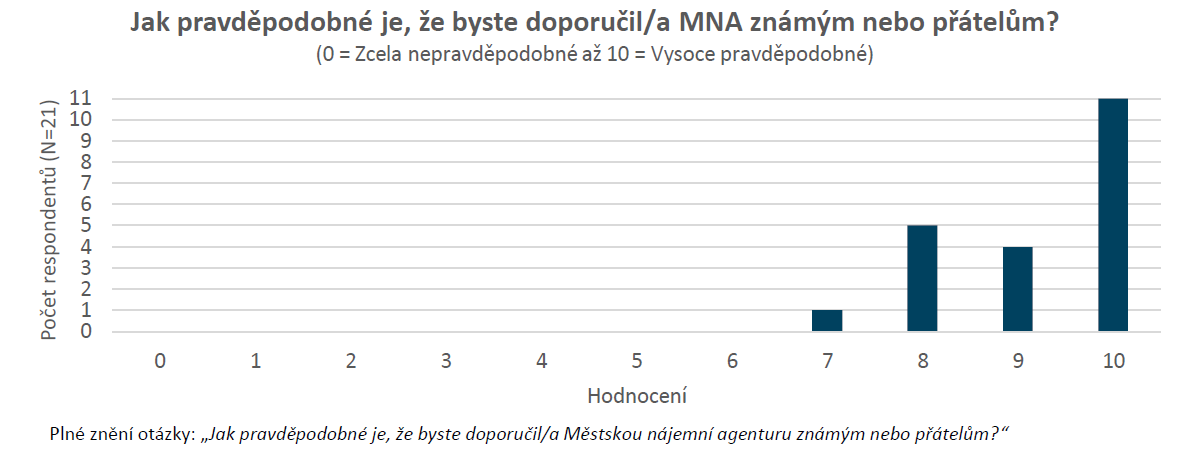 Jak pravděpodobné je, že byste doporučil/a MNA známým nebo přátelům?
(0 = Zcela nepravděpodobné až 10 = Vysoce pravděpodobné)
Počet respondentů (N=21)
11
10
9
8
7
6
5
4
3
2
1
0
0 1 2 3 4 5 6 7 8 9 10
Hodnocení
Plné znění otázky: „Jak pravděpodobné je, že byste doporučil/a Městskou nájemní agenturu známým nebo přátelům?“